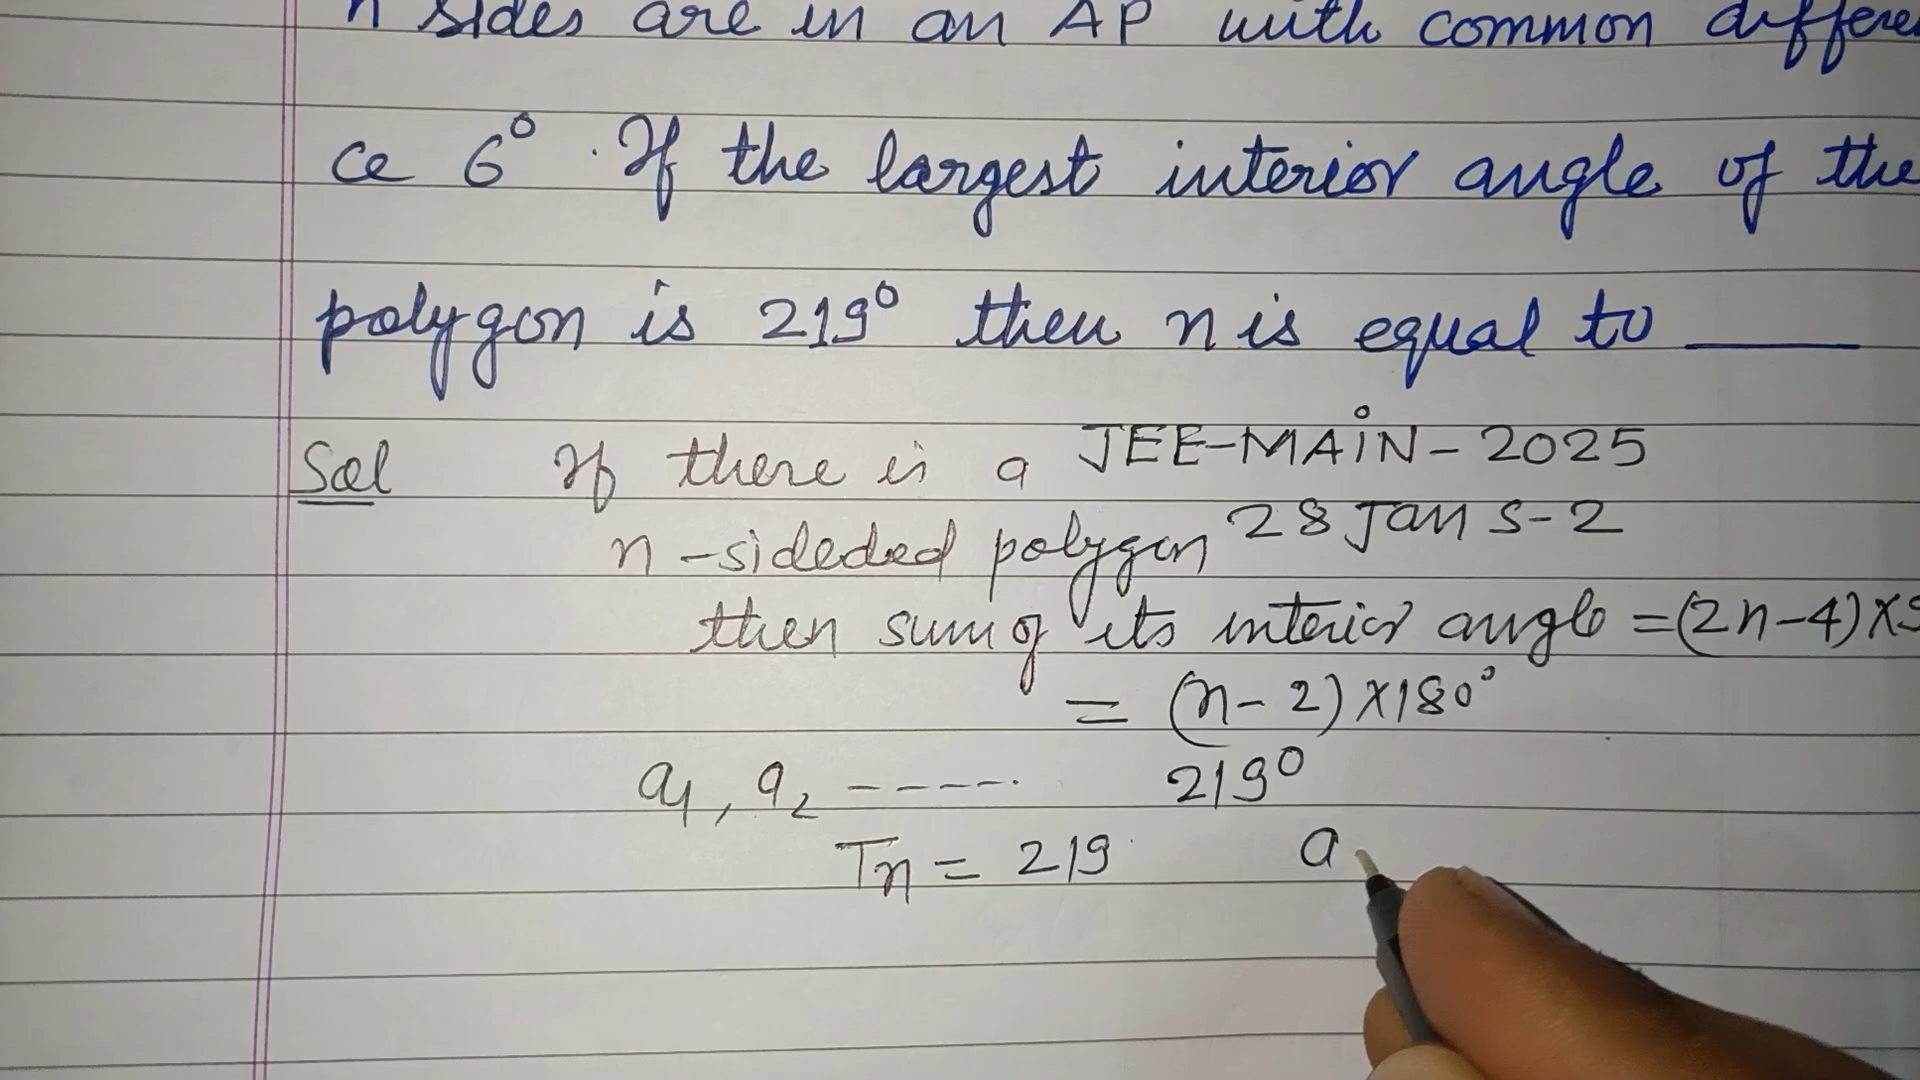 n sides are in an AP with common differen
ce 6° . If the largest interior angle of the
polygon is 219° then n is equal to ____
Sol If there is a JEE-MAIN-2025
n-sideded polygon 28 Jan S-2
then sum of its interior angle = (2n-4)×9
= (n-2)×180°
a1, a2 ----- 219°
Tn = 219 a